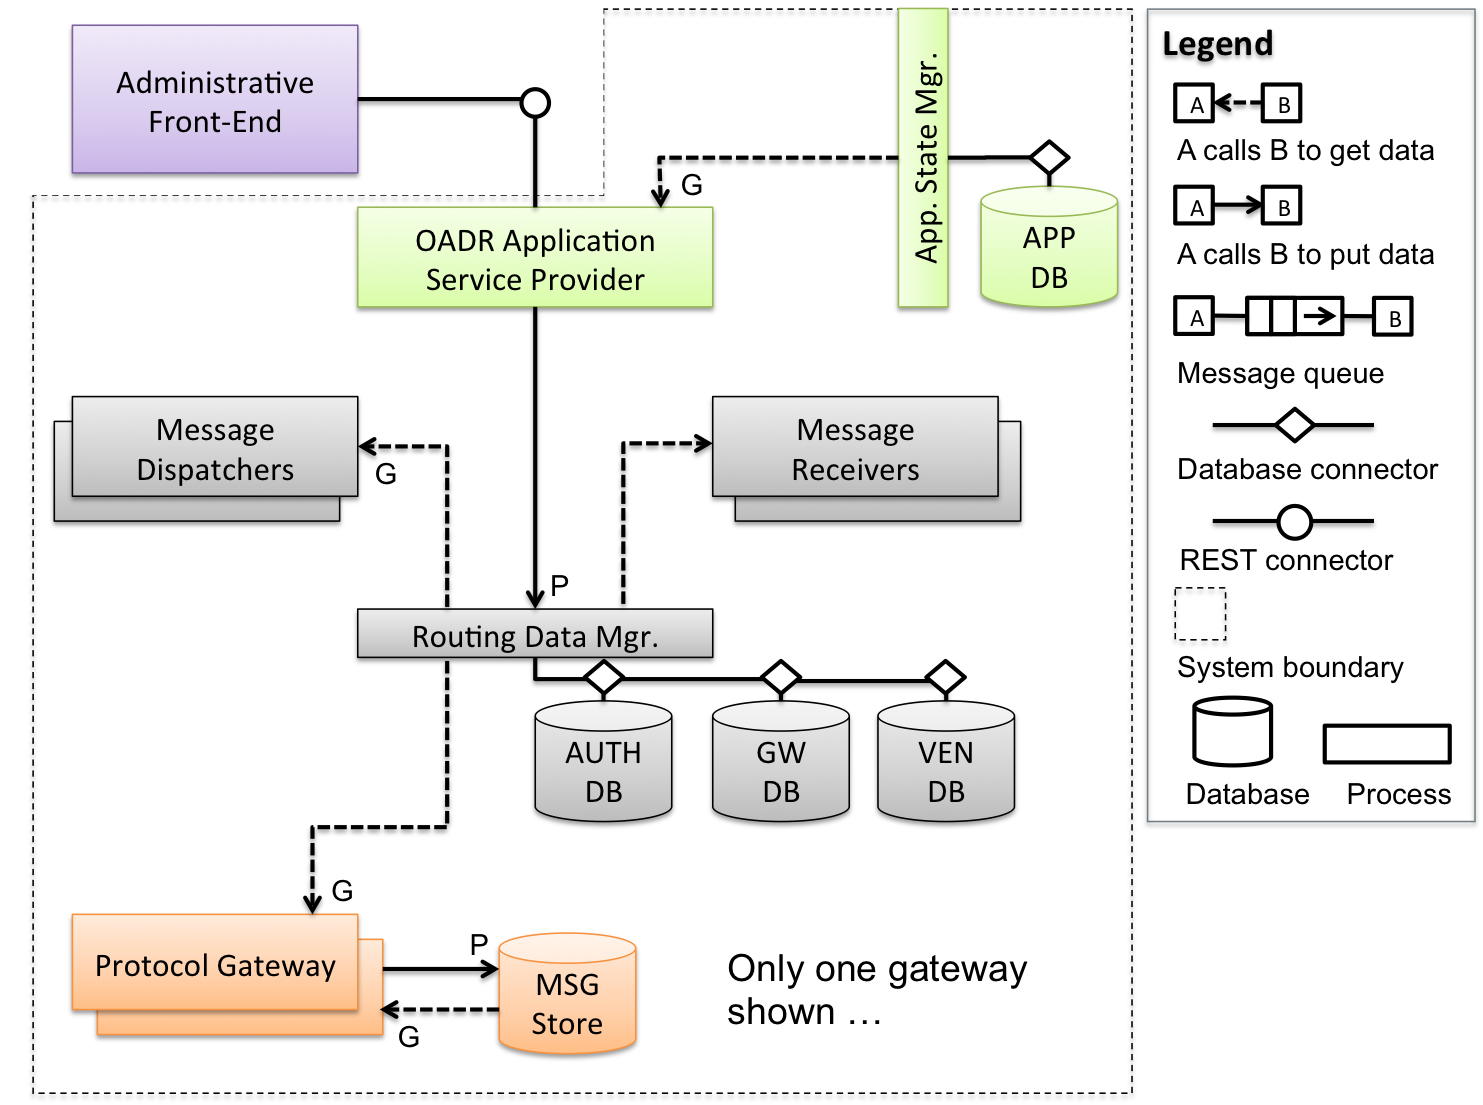 Administrative
Front-End
App. State Mgr.
G
OADR Application
Service Provider
APP
DB
Message
Dispatchers
G
Message
Receivers
P
Routing Data Mgr.
AUTH
DB
GW
DB
VEN
DB
G
Protocol Gateway
P
MSG
Store
G
Only one gateway
shown …
Legend
A B
A calls B to get data
A B
A calls B to put data
A B
Message queue
Database connector
REST connector
System boundary
Database Process